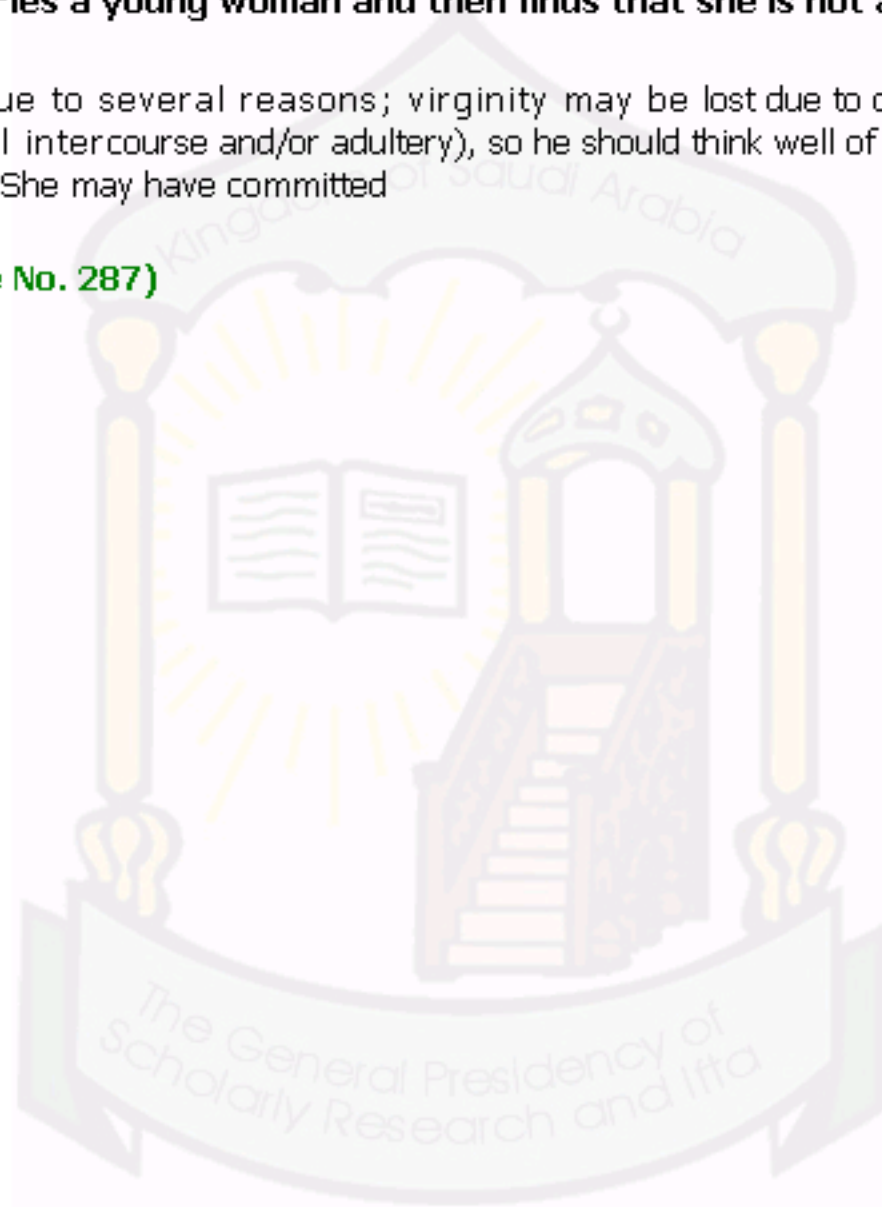 ries a young woman and then finds that she is not a
ue to several reasons; virginity may be lost due to
l intercourse and/or adultery), so he should think well of
She may have committed
e No. 287)
Kingdome of Saudi Arabia
The General Presidency of
Scholarly Research and Ifta